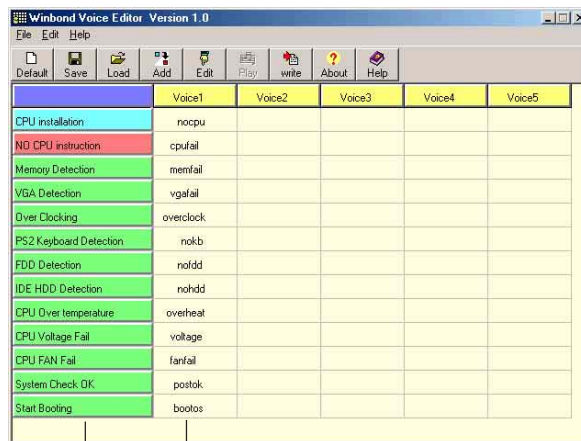 Winbond Voice Editor Version 1.0
File Edit Help
Default Save Load Add Edit Play write About Help
Voice1 Voice2 Voice3 Voice4 Voice5
CPU installation nocpu
NO CPU instruction cpufail
Memory Detection memfail
VGA Detection vgafail
Over Clocking overclock
PS2 Keyboard Detection nokb
FDD Detection nofdd
IDE HDD Detection nohdd
CPU Over temperature overheat
CPU Voltage Fail voltage
CPU FAN Fail fanfail
System Check OK postok
Start Booting bootos